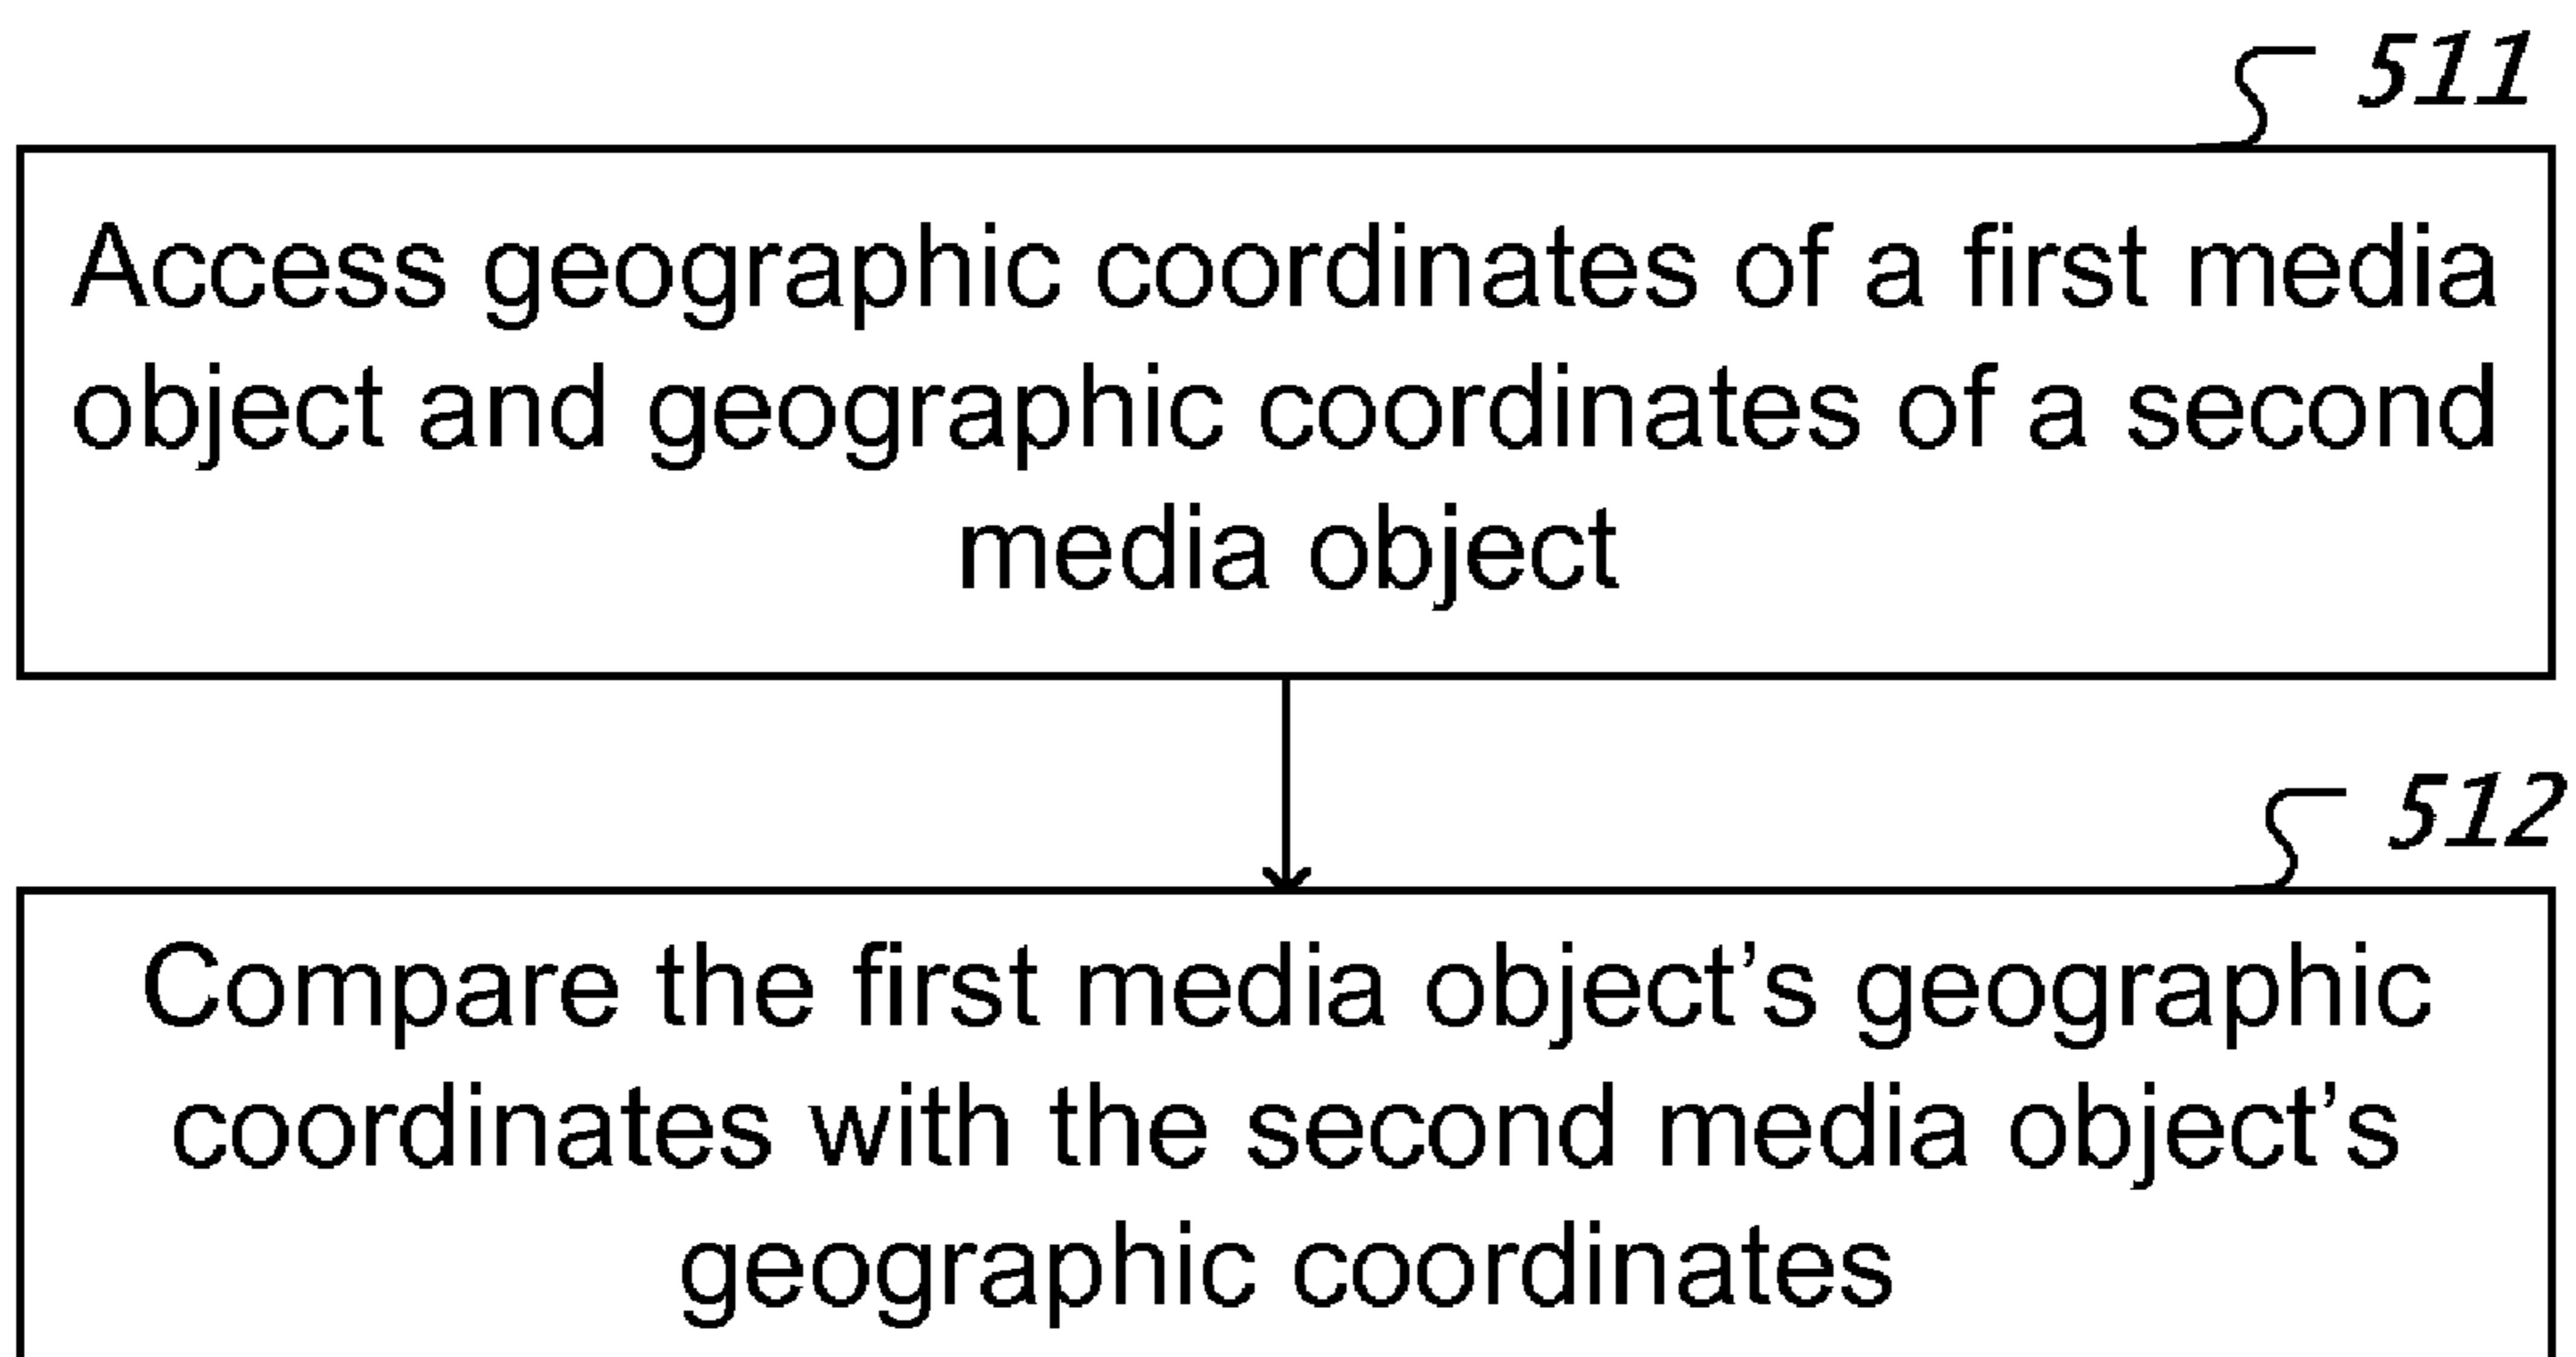 511
Access geographic coordinates of a first media
object and geographic coordinates of a second
media object
512
Compare the first media object’s geographic
coordinates with the second media object’s
geographic coordinates